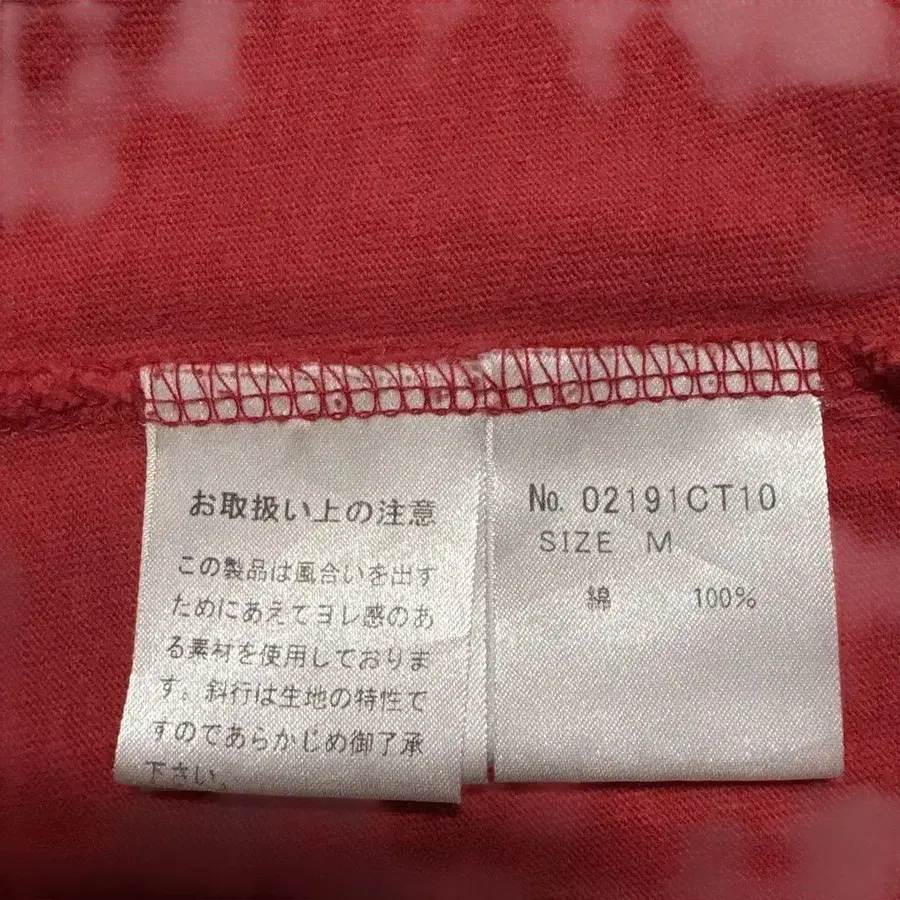 お取扱い上の注意
この製品は風合いを出す
ためにあえてヨレ感のあ
る素材を使用しておりま
す。斜行は生地の特性で
すのであらかじめ御了承
下さい。
№ 02191CT10
SIZE M
綿 100%